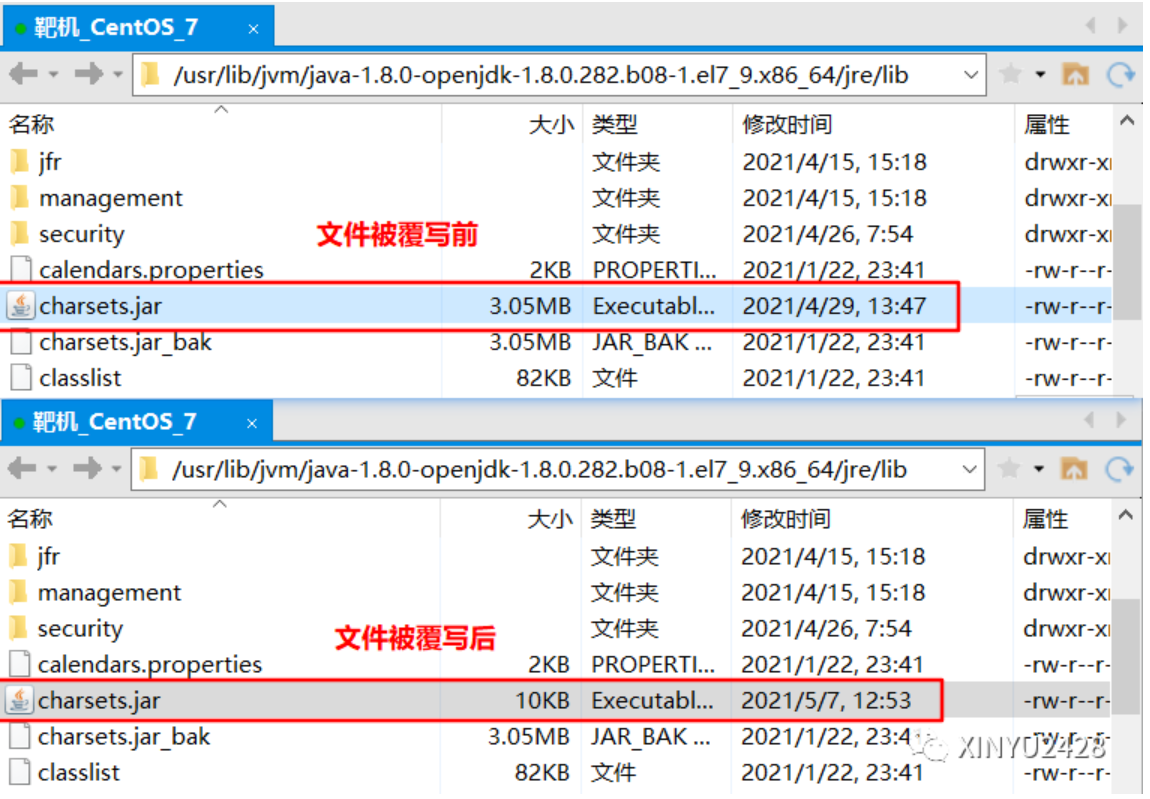 靶机_CentOS_7 ×
/usr/lib/jvm/java-1.8.0-openjdk-1.8.0.282.b08-1.el7_9.x86_64/jre/lib
名称 大小 类型 修改时间 属性
jfr 文件夹 2021/4/15, 15:18 drwxr-x
management 文件夹 2021/4/15, 15:18 drwxr-x
security 文件夹 2021/4/26, 7:54 drwxr-x
文件被覆写前
calendars.properties 2KB PROPERTI... 2021/1/22, 23:41 -rw-r--r-
charsets.jar 3.05MB Executabl... 2021/4/29, 13:47 -rw-r--r-
charsets.jar_bak 3.05MB JAR_BAK ... 2021/1/22, 23:41 -rw-r--r-
classlist 82KB 文件 2021/1/22, 23:41 -rw-r--r-
靶机_CentOS_7 ×
/usr/lib/jvm/java-1.8.0-openjdk-1.8.0.282.b08-1.el7_9.x86_64/jre/lib
名称 大小 类型 修改时间 属性
jfr 文件夹 2021/4/15, 15:18 drwxr-x
management 文件夹 2021/4/15, 15:18 drwxr-x
security 文件夹 2021/4/26, 7:54 drwxr-x
文件被覆写后
calendars.properties 2KB PROPERTI... 2021/1/22, 23:41 -rw-r--r-
charsets.jar 10KB Executabl... 2021/5/7, 12:53 -rw-r--r-
charsets.jar_bak 3.05MB JAR_BAK ... 2021/1/22, 23:41 -rw-r--r-
XINYU2428
classlist 82KB 文件 2021/1/22, 23:41 -rw-r--r-